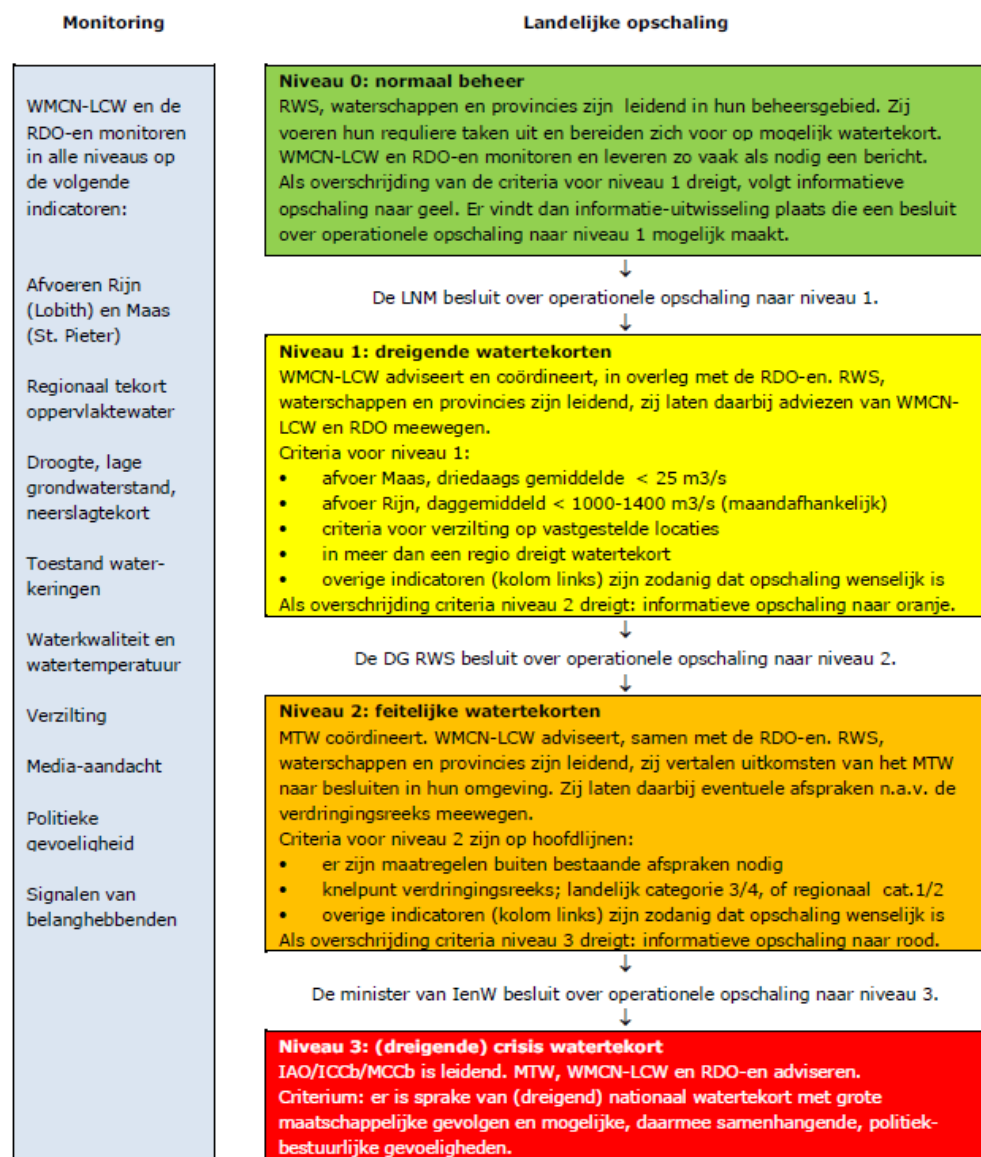 Monitoring
WMCN-LCW en de
RDO-en monitoren
in alle niveaus op
de volgende
indicatoren:
Afvoeren Rijn
(Lobith) en Maas
(St. Pieter)
Regionaal tekort
oppervlaktewater
Droogte, lage
grondwaterstand,
neerslagtekort
Toestand water-
keringen
Waterkwaliteit en
watertemperatuur
Verzilting
Media-aandacht
Politieke
gevoeligheid
Signalen van
belanghebbenden
Landelijke opschaling
Niveau 0: normaal beheer
RWS, waterschappen en provincies zijn leidend in hun beheersgebied. Zij
voeren hun reguliere taken uit en bereiden zich voor op mogelijk watertekort.
WMCN-LCW en RDO-en monitoren en leveren zo vaak als nodig een bericht.
Als overschrijding van de criteria voor niveau 1 dreigt, volgt informatieve
opschaling naar geel. Er vindt dan informatie-uitwisseling plaats die een besluit
over operationele opschaling naar niveau 1 mogelijk maakt.
↓
De LNM besluit over operationele opschaling naar niveau 1.
↓
Niveau 1: dreigende watertekorten
WMCN-LCW adviseert en coördineert, in overleg met de RDO-en. RWS,
waterschappen en provincies zijn leidend, zij laten daarbij adviezen van WMCN-
LCW en RDO meewegen.
Criteria voor niveau 1:
• afvoer Maas, driedaags gemiddelde < 25 m3/s
• afvoer Rijn, daggemiddeld < 1000-1400 m3/s (maandafhankelijk)
• criteria voor verzilting op vastgestelde locaties
• in meer dan een regio dreigt watertekort
• overige indicatoren (kolom links) zijn zodanig dat opschaling wenselijk is
Als overschrijding criteria niveau 2 dreigt: informatieve opschaling naar oranje.
↓
De DG RWS besluit over operationele opschaling naar niveau 2.
↓
Niveau 2: feitelijke watertekorten
MTW coördineert. WMCN-LCW adviseert, samen met de RDO-en. RWS,
waterschappen en provincies zijn leidend, zij vertalen uitkomsten van het MTW
naar besluiten in hun omgeving. Zij laten daarbij eventuele afspraken n.a.v. de
verdringingsreeks meewegen.
Criteria voor niveau 2 zijn op hoofdlijnen:
• er zijn maatregelen buiten bestaande afspraken nodig
• knelpunt verdringingsreeks; landelijk categorie 3/4, of regionaal cat.1/2
• overige indicatoren (kolom links) zijn zodanig dat opschaling wenselijk is
Als overschrijding criteria niveau 3 dreigt: informatieve opschaling naar rood.
↓
De minister van IenW besluit over operationele opschaling naar niveau 3.
↓
Niveau 3: (dreigende) crisis watertekort
IAO/ICCb/MCCb is leidend. MTW, WMCN-LCW en RDO-en adviseren.
Criterium: er is sprake van (dreigend) nationaal watertekort met grote
maatschappelijke gevolgen en mogelijke, daarmee samenhangende, politiek-
bestuurlijke gevoeligheden.